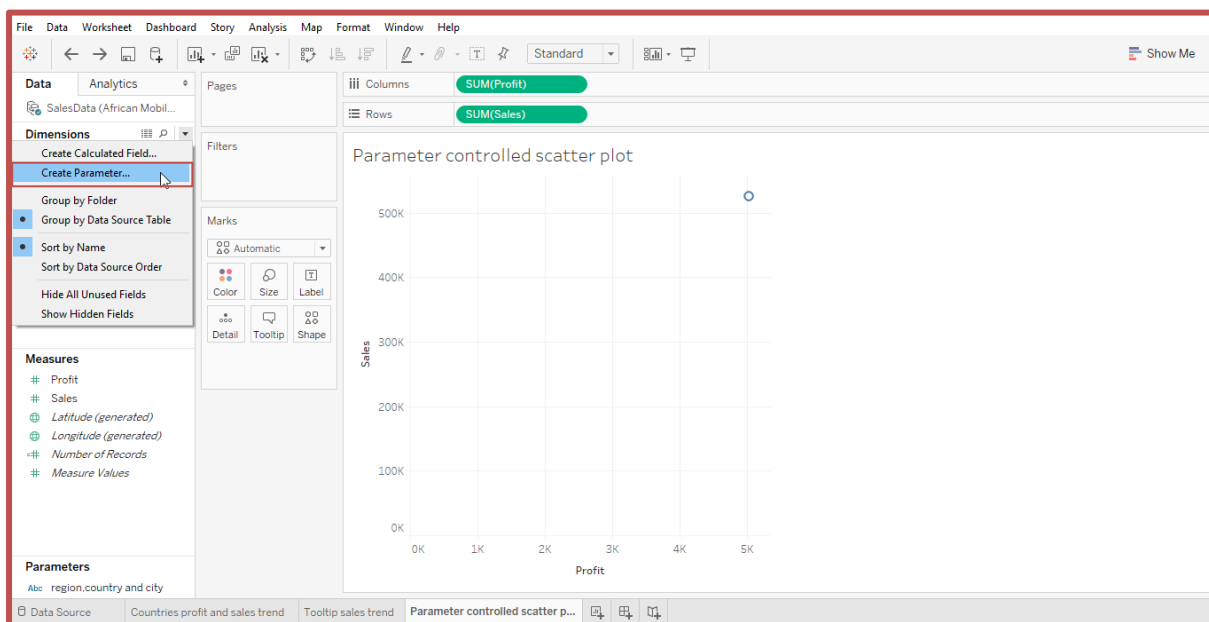 File Data Worksheet Dashboard Story Analysis Map Format Window Help
Standard
Show Me
Data Analytics
SalesData (African Mobil...
Dimensions
Create Calculated Field...
Create Parameter...
Group by Folder
Group by Data Source Table
Sort by Name
Sort by Data Source Order
Hide All Unused Fields
Show Hidden Fields
Measures
# Profit
# Sales
Latitude (generated)
Longitude (generated)
=# Number of Records
# Measure Values
Parameters
Abc region,country and city
Pages
Filters
Marks
Automatic
Color Size Label
Detail Tooltip Shape
Columns SUM(Profit)
Rows SUM(Sales)
Parameter controlled scatter plot
500K
400K
300K
200K
100K
0K
Sales
0K 1K 2K 3K 4K 5K
Profit
Data Source Countries profit and sales trend Tooltip sales trend Parameter controlled scatter p...